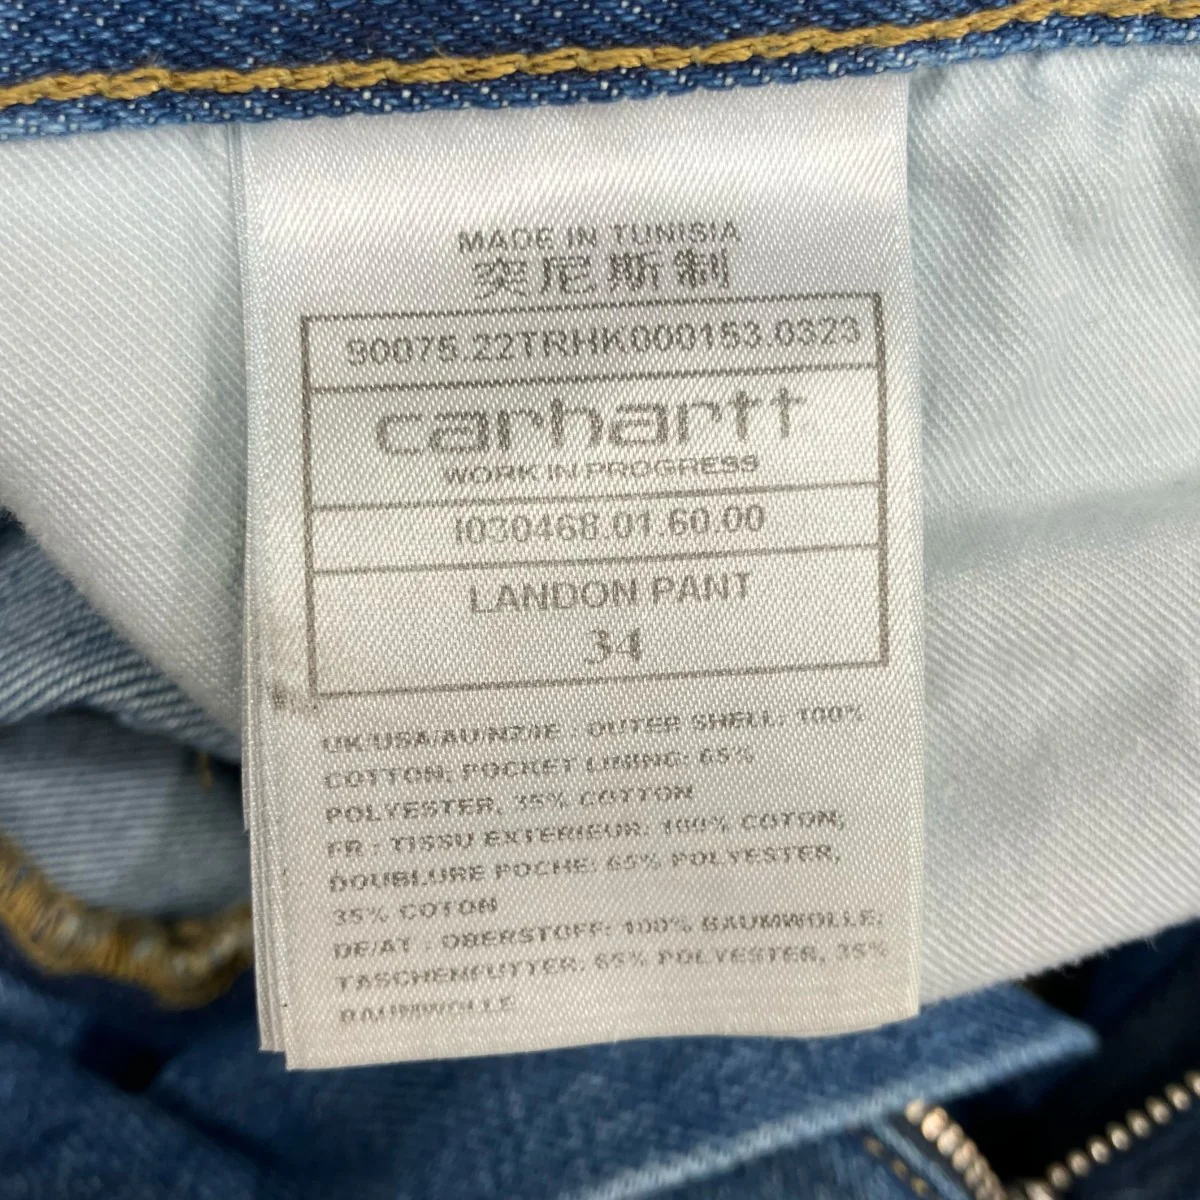 MADE IN TUNISIA
突尼斯制
90075.22TRHK000153.0323
carhartt
WORK IN PROGRESS
I030468.01.60.00
LANDON PANT
34
UK/USA/AU/NZ/IE : OUTER SHELL: 100%
COTTON; POCKET LINING: 65%
POLYESTER, 35% COTTON
FR : TISSU EXTERIEUR: 100% COTON;
DOUBLURE POCHE: 65% POLYESTER,
35% COTON
DE/AT : OBERSTOFF: 100% BAUMWOLLE;
TASCHENFUTTER: 65% POLYESTER, 35%
BAUMWOLLE